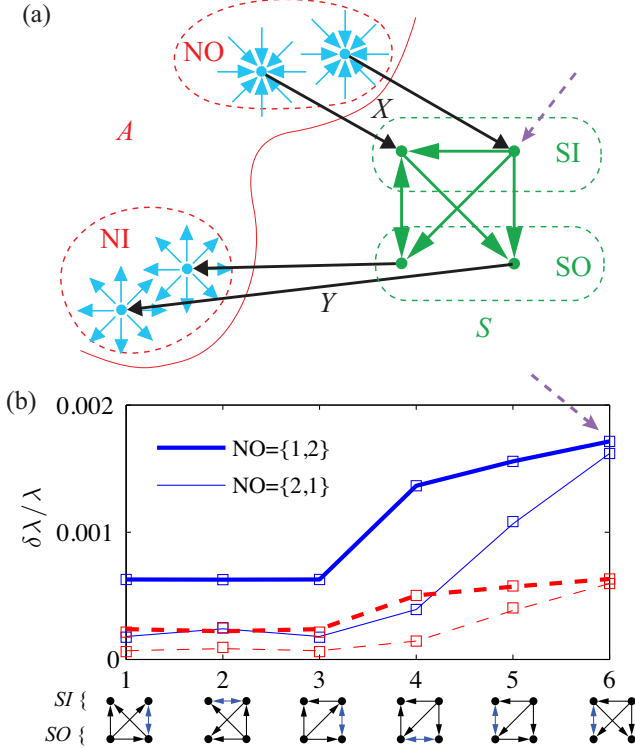 (a)
NO
X
A
SI
NI
SO
Y
S
(b)
0.002
NO={1,2}
NO={2,1}
δλ/λ
0.001
0
1 2 3 4 5 6
SI {
SO {